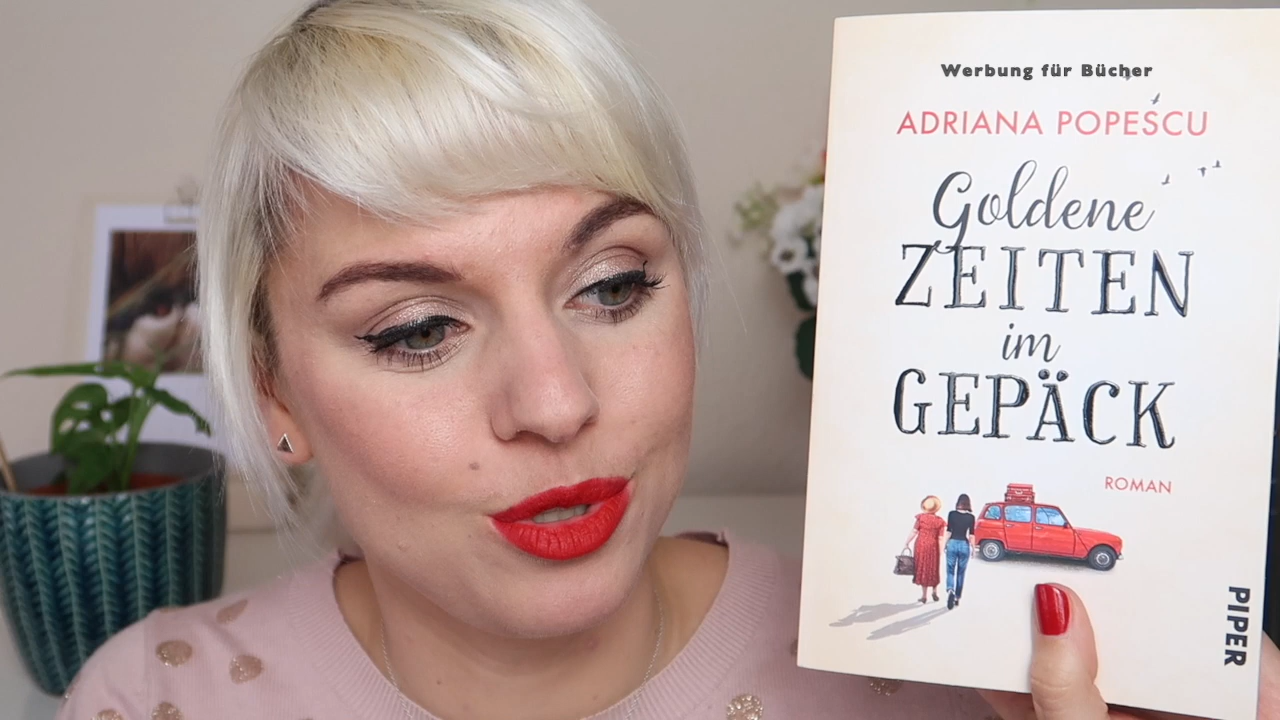 Werbung für Bücher
ADRIANA POPESCU
Goldene
ZEITEN
im
GEPÄCK
ROMAN
PIPER